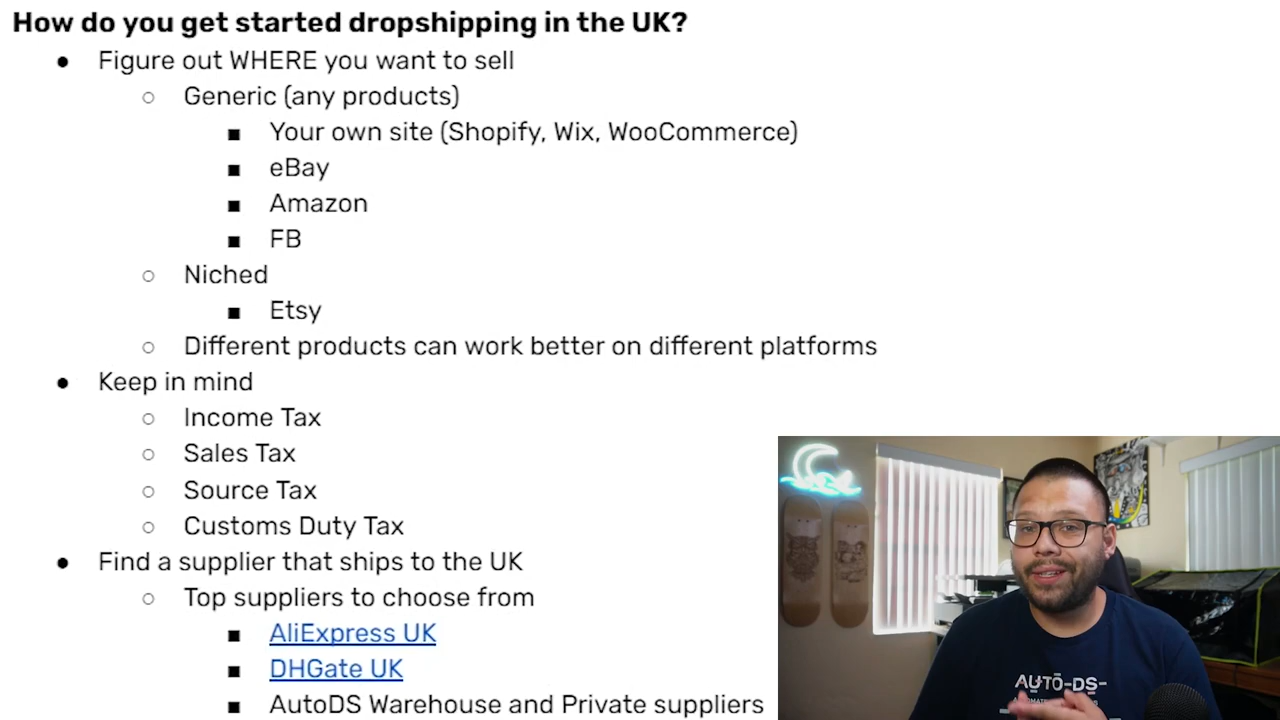 How do you get started dropshipping in the UK?
● Figure out WHERE you want to sell
○ Generic (any products)
■ Your own site (Shopify, Wix, WooCommerce)
■ eBay
■ Amazon
■ FB
○ Niched
■ Etsy
○ Different products can work better on different platforms
● Keep in mind
○ Income Tax
○ Sales Tax
○ Source Tax
○ Customs Duty Tax
● Find a supplier that ships to the UK
○ Top suppliers to choose from
■ AliExpress UK
■ DHGate UK
■ AutoDS Warehouse and Private suppliers
AUTO-DS-